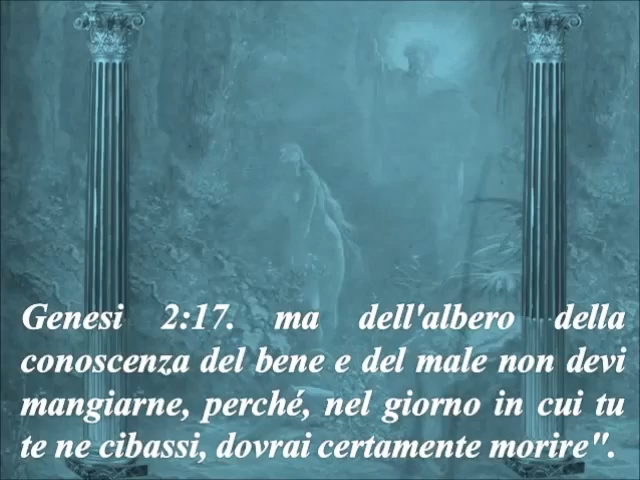 Genesi 2:17. ma dell'albero della
conoscenza del bene e del male non devi
mangiarne, perché, nel giorno in cui tu
te ne cibassi, dovrai certamente morire".